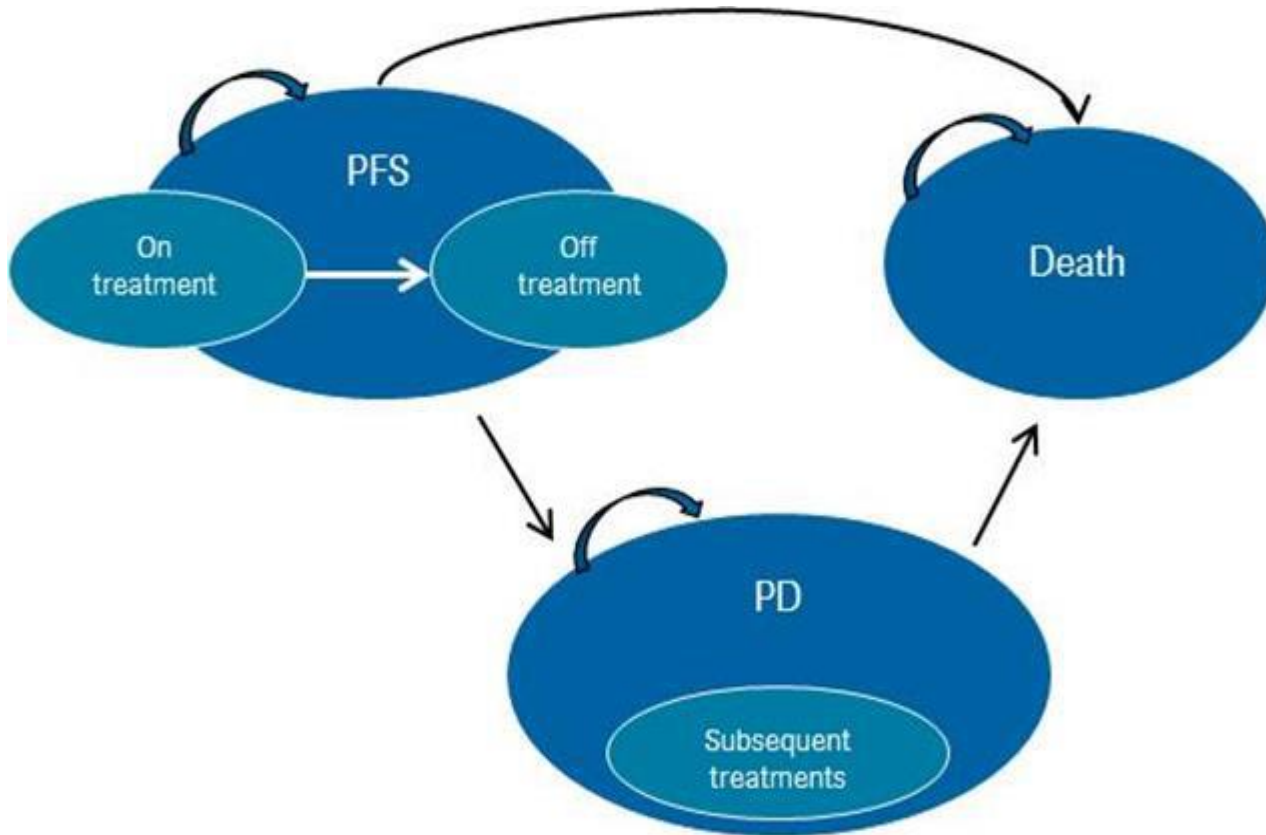 PFS
On
treatment
Off
treatment
Death
PD
Subsequent
treatments